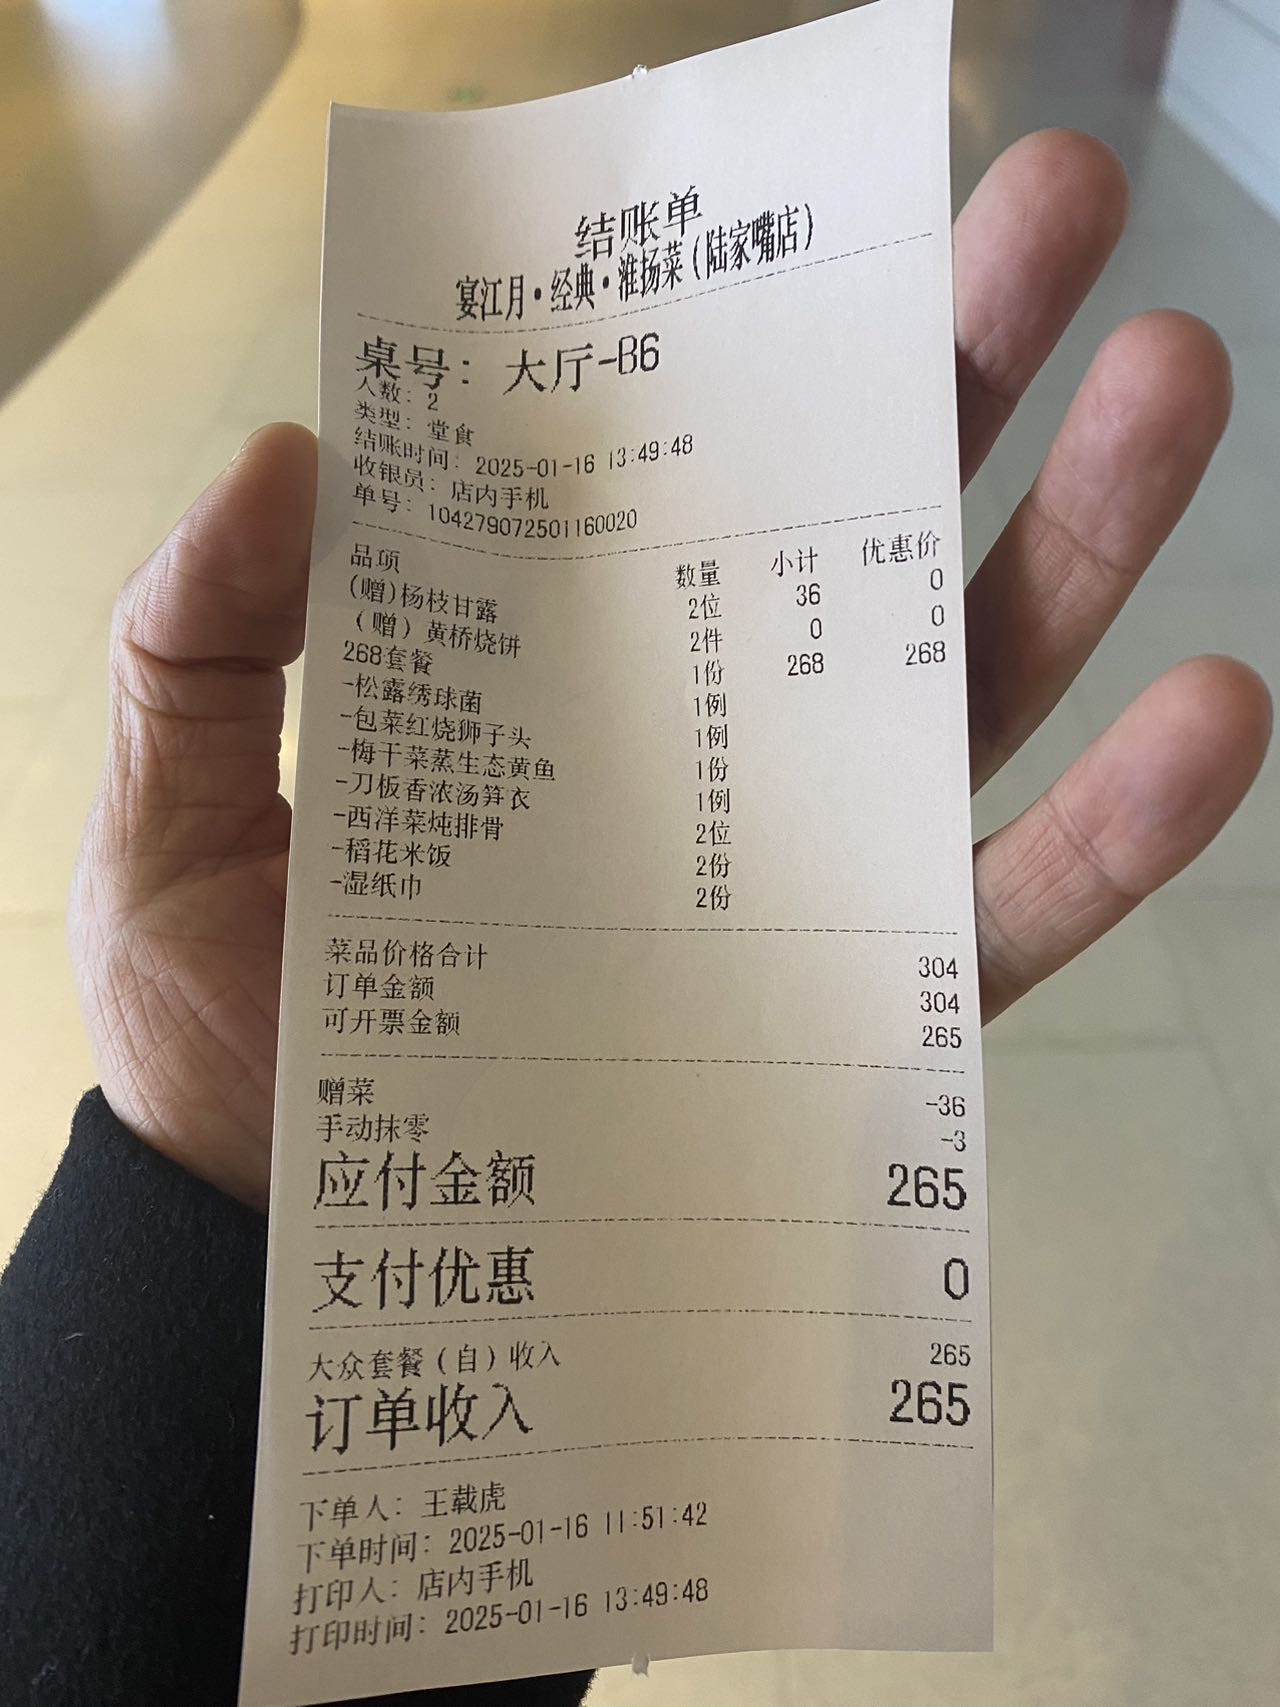 结账单
宴江月·经典·淮扬菜(陆家嘴店)
桌号: 大厅-B6
人数: 2
类型: 堂食
结账时间: 2025-01-16 13:49:48
收银员: 店内手机
单号: 104279072501160020
品项 数量 小计 优惠价
(赠)杨枝甘露 2位 36 0
(赠) 黄桥烧饼 2件 0 0
268套餐 1份 268 268
-松露绣球菌 1例
-包菜红烧狮子头 1例
-梅干菜蒸生态黄鱼 1份
-刀板香浓汤笋衣 1例
-西洋菜炖排骨 2位
-稻花米饭 2份
-湿纸巾 2份
菜品价格合计 304
订单金额 304
可开票金额 265
赠菜 -36
手动抹零 -3
应付金额 265
支付优惠 0
大众套餐(自)收入 265
订单收入 265
下单人: 王载虎
下单时间: 2025-01-16 11:51:42
打印人: 店内手机
打印时间: 2025-01-16 13:49:48